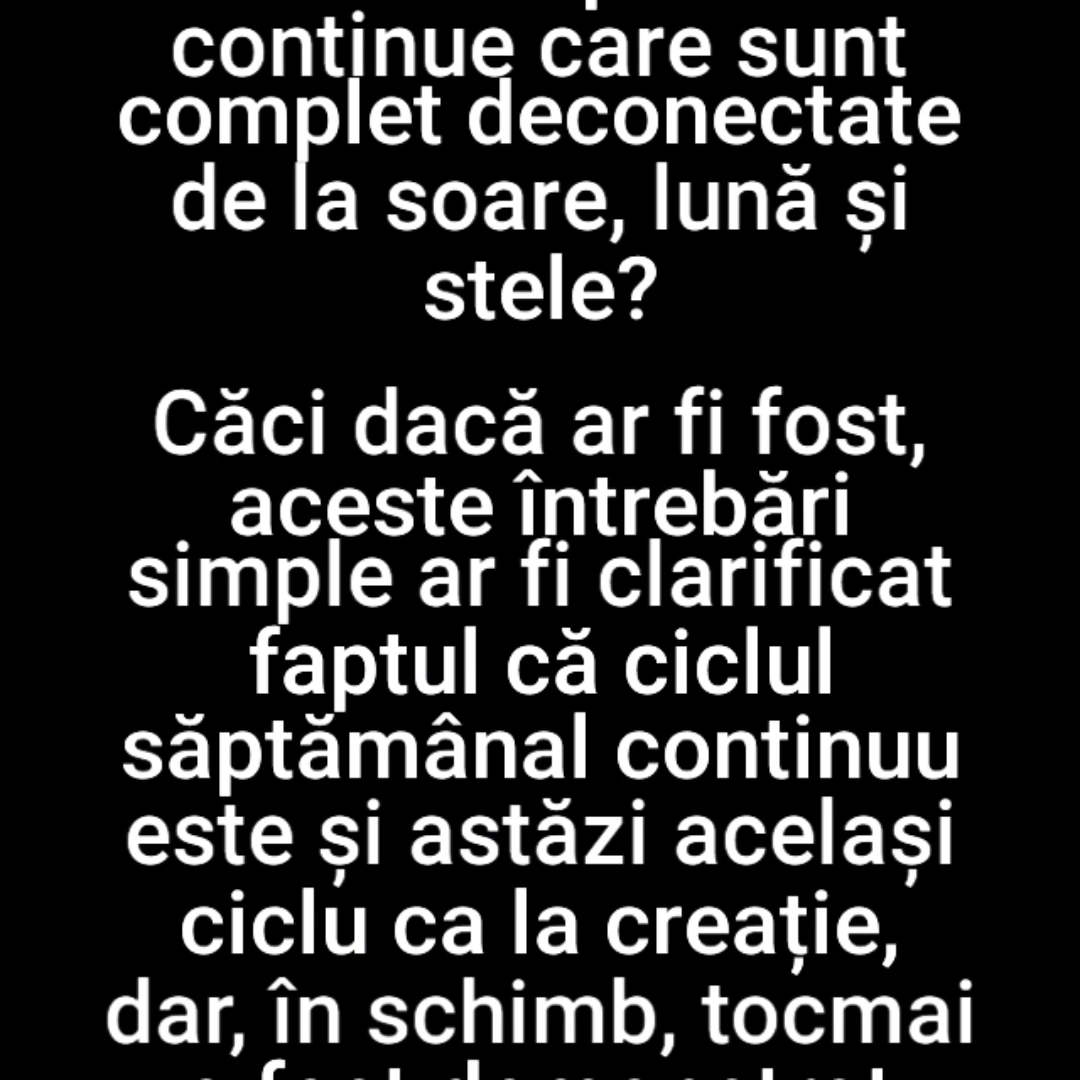 continue care sunt
complet deconectate
de la soare, lună și
stele?
Căci dacă ar fi fost,
aceste întrebări
simple ar fi clarificat
faptul că ciclul
săptămânal continuu
este și astăzi același
ciclu ca la creație,
dar, în schimb, tocmai